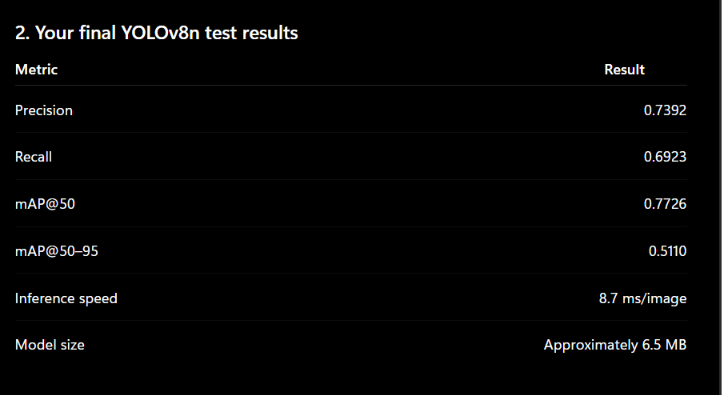 2. Your final YOLOv8n test results
Metric Result
Precision 0.7392
Recall 0.6923
mAP@50 0.7726
mAP@50–95 0.5110
Inference speed 8.7 ms/image
Model size Approximately 6.5 MB